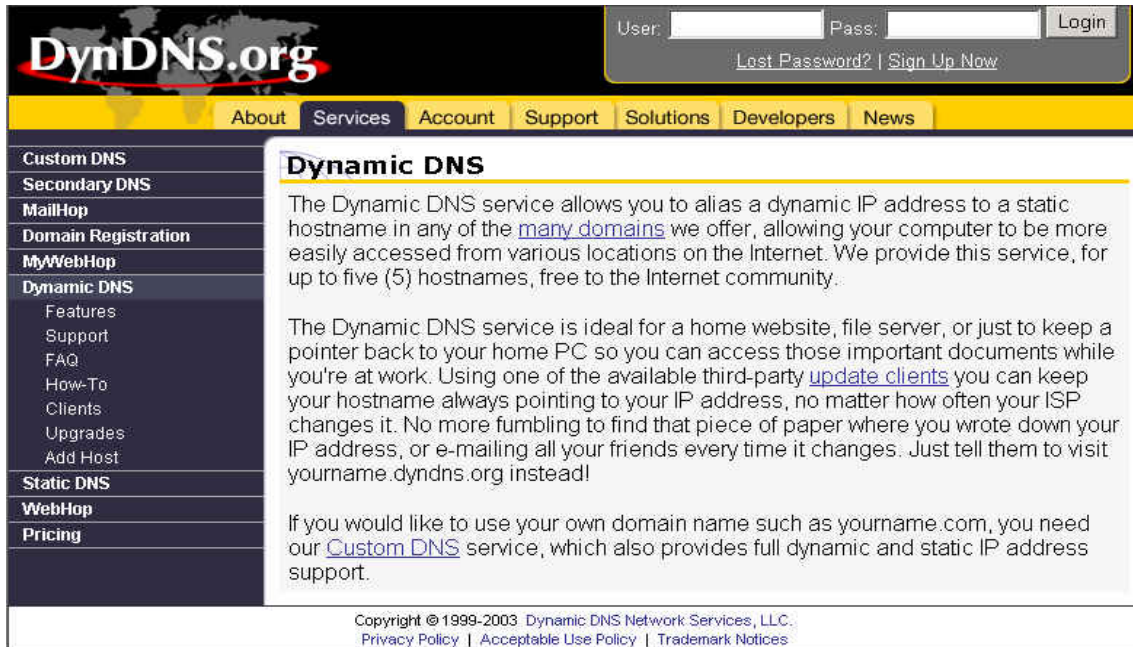 DynDNS.org
User: Pass: Login
Lost Password? | Sign Up Now
About Services Account Support Solutions Developers News
Custom DNS
Secondary DNS
MailHop
Domain Registration
MyWebHop
Dynamic DNS
Features
Support
FAQ
How-To
Clients
Upgrades
Add Host
Static DNS
WebHop
Pricing
Dynamic DNS
The Dynamic DNS service allows you to alias a dynamic IP address to a static
hostname in any of the many domains we offer, allowing your computer to be more
easily accessed from various locations on the Internet. We provide this service, for
up to five (5) hostnames, free to the Internet community.
The Dynamic DNS service is ideal for a home website, file server, or just to keep a
pointer back to your home PC so you can access those important documents while
you're at work. Using one of the available third-party update clients you can keep
your hostname always pointing to your IP address, no matter how often your ISP
changes it. No more fumbling to find that piece of paper where you wrote down your
IP address, or e-mailing all your friends every time it changes. Just tell them to visit
yourname.dyndns.org instead!
If you would like to use your own domain name such as yourname.com, you need
our Custom DNS service, which also provides full dynamic and static IP address
support.
Copyright © 1999-2003 Dynamic DNS Network Services, LLC.
Privacy Policy | Acceptable Use Policy | Trademark Notices